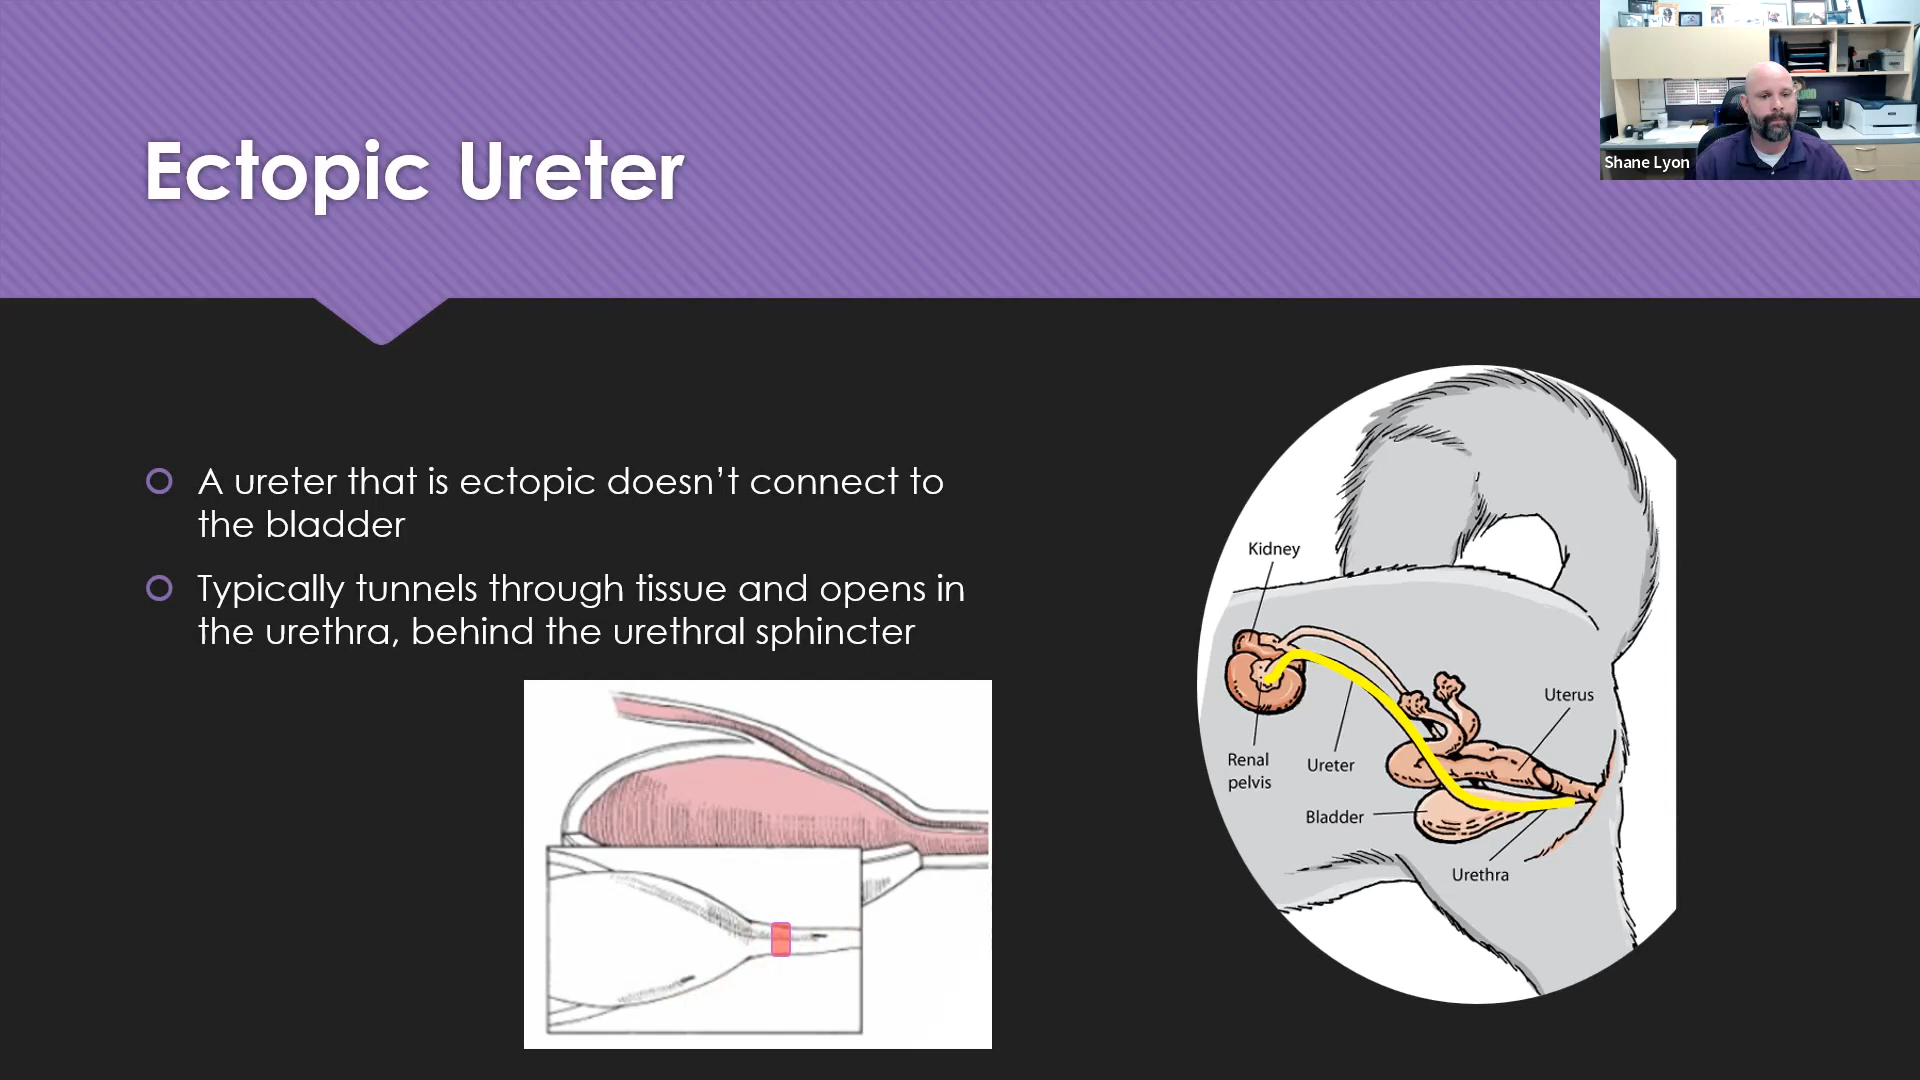 Ectopic Ureter
Shane Lyon
A ureter that is ectopic doesn’t connect to
the bladder
Typically tunnels through tissue and opens in
the urethra, behind the urethral sphincter
Kidney
Renal
pelvis
Ureter
Uterus
Bladder
Urethra